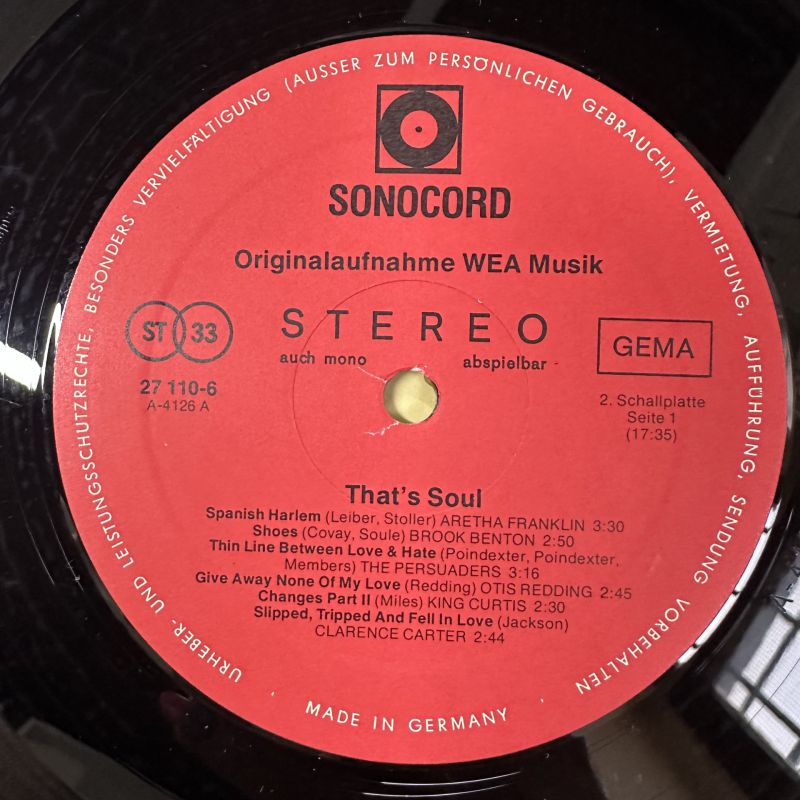 URHEBER- UND LEISTUNGSSCHUTZRECHTE, BESONDERS VERVIELFÄLTIGUNG (AUSSER ZUM PERSÖNLICHEN GEBRAUCH), VERMIETUNG, AUFFÜHRUNG, SENDUNG VORBEHALTEN
SONOCORD
Originalaufnahme WEA Musik
ST 33
STEREO
auch mono abspielbar
GEMA
27 110-6
A-4126 A
2. Schallplatte
Seite 1
(17:35)
That's Soul
Spanish Harlem (Leiber, Stoller) ARETHA FRANKLIN 3:30
Shoes (Covay, Soule) BROOK BENTON 2:50
Thin Line Between Love & Hate (Poindexter, Poindexter,
Members) THE PERSUADERS 3:16
Give Away None Of My Love (Redding) OTIS REDDING 2:45
Changes Part II (Miles) KING CURTIS 2:30
Slipped, Tripped And Fell In Love (Jackson)
CLARENCE CARTER 2:44
· MADE IN GERMANY ·